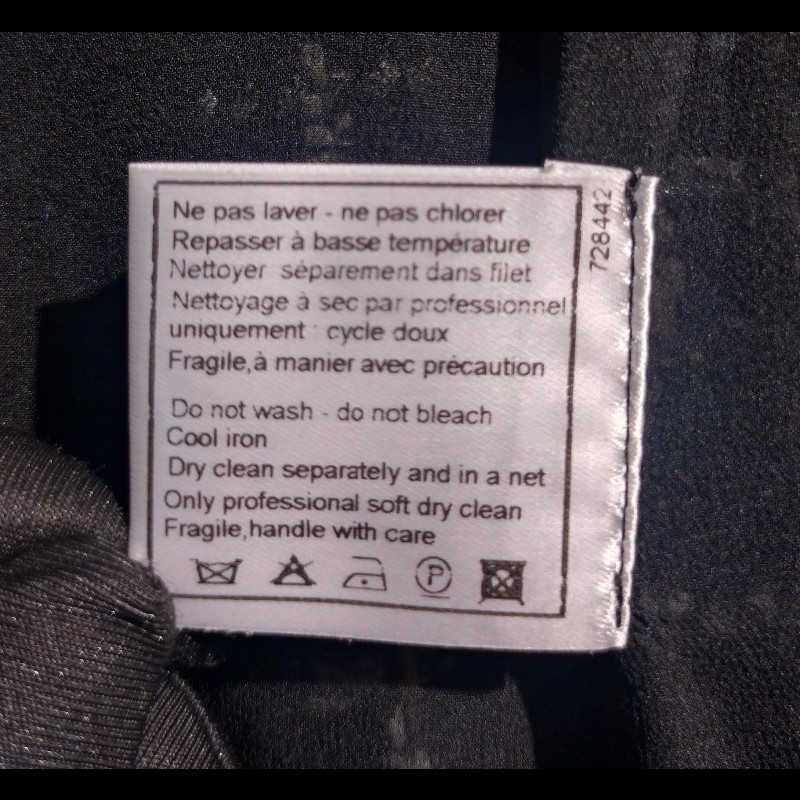 Ne pas laver - ne pas chlorer
Repasser à basse température
Nettoyer séparement dans filet
Nettoyage à sec par professionnel
uniquement : cycle doux
Fragile,à manier avec précaution
Do not wash - do not bleach
Cool iron
Dry clean separately and in a net
Only professional soft dry clean
Fragile,handle with care
P
728442